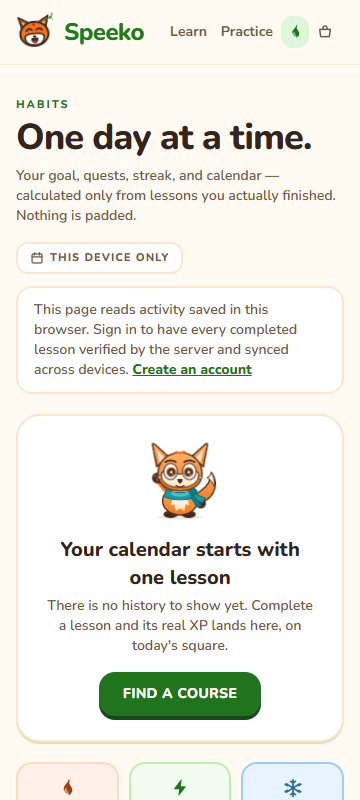 Speeko
Learn Practice
HABITS
One day at a time.
Your goal, quests, streak, and calendar —
calculated only from lessons you actually finished.
Nothing is padded.
THIS DEVICE ONLY
This page reads activity saved in this
browser. Sign in to have every completed
lesson verified by the server and synced
across devices. Create an account
Your calendar starts with
one lesson
There is no history to show yet. Complete
a lesson and its real XP lands here, on
today's square.
FIND A COURSE